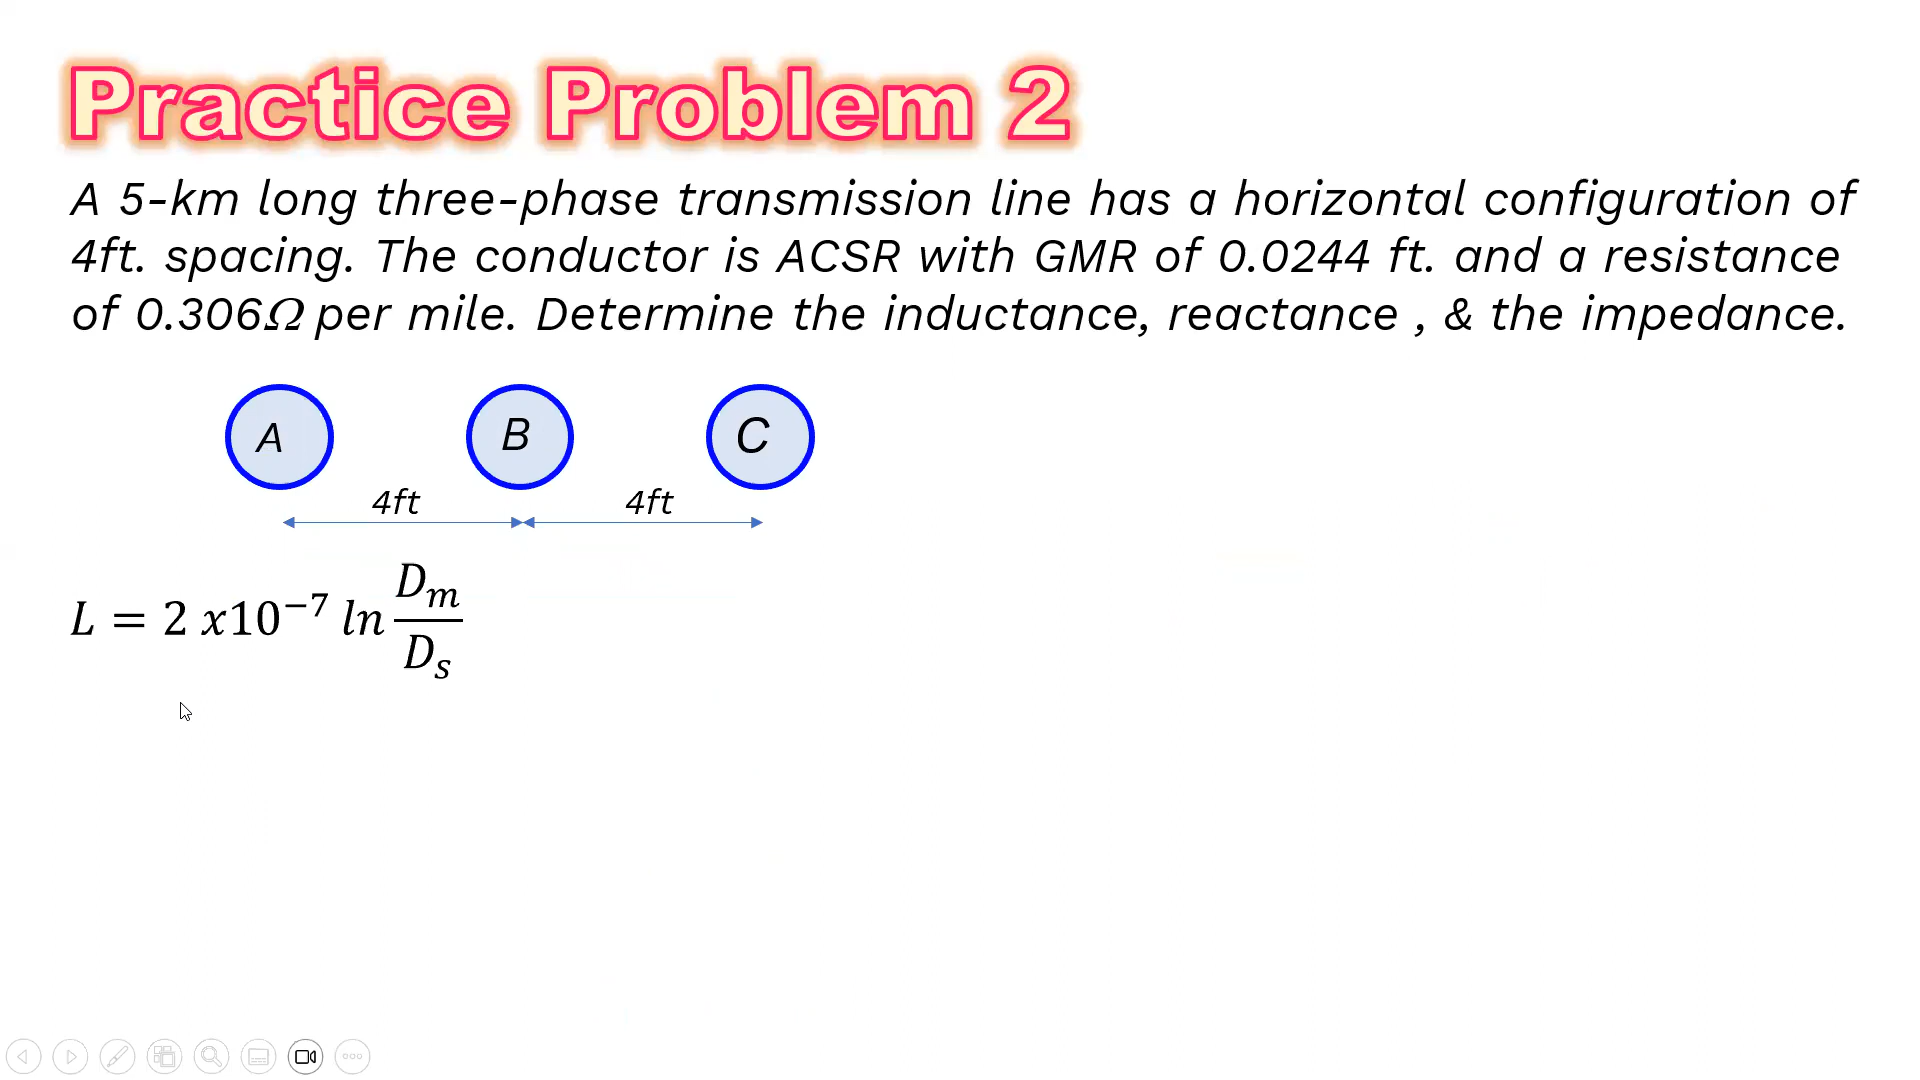 Practice Problem 2
A 5-km long three-phase transmission line has a horizontal configuration of
4ft. spacing. The conductor is ACSR with GMR of 0.0244 ft. and a resistance
of 0.306Ω per mile. Determine the inductance, reactance , & the impedance.
A B C
4ft 4ft
L = 2 x10⁻⁷ ln Dₘ/Dₛ